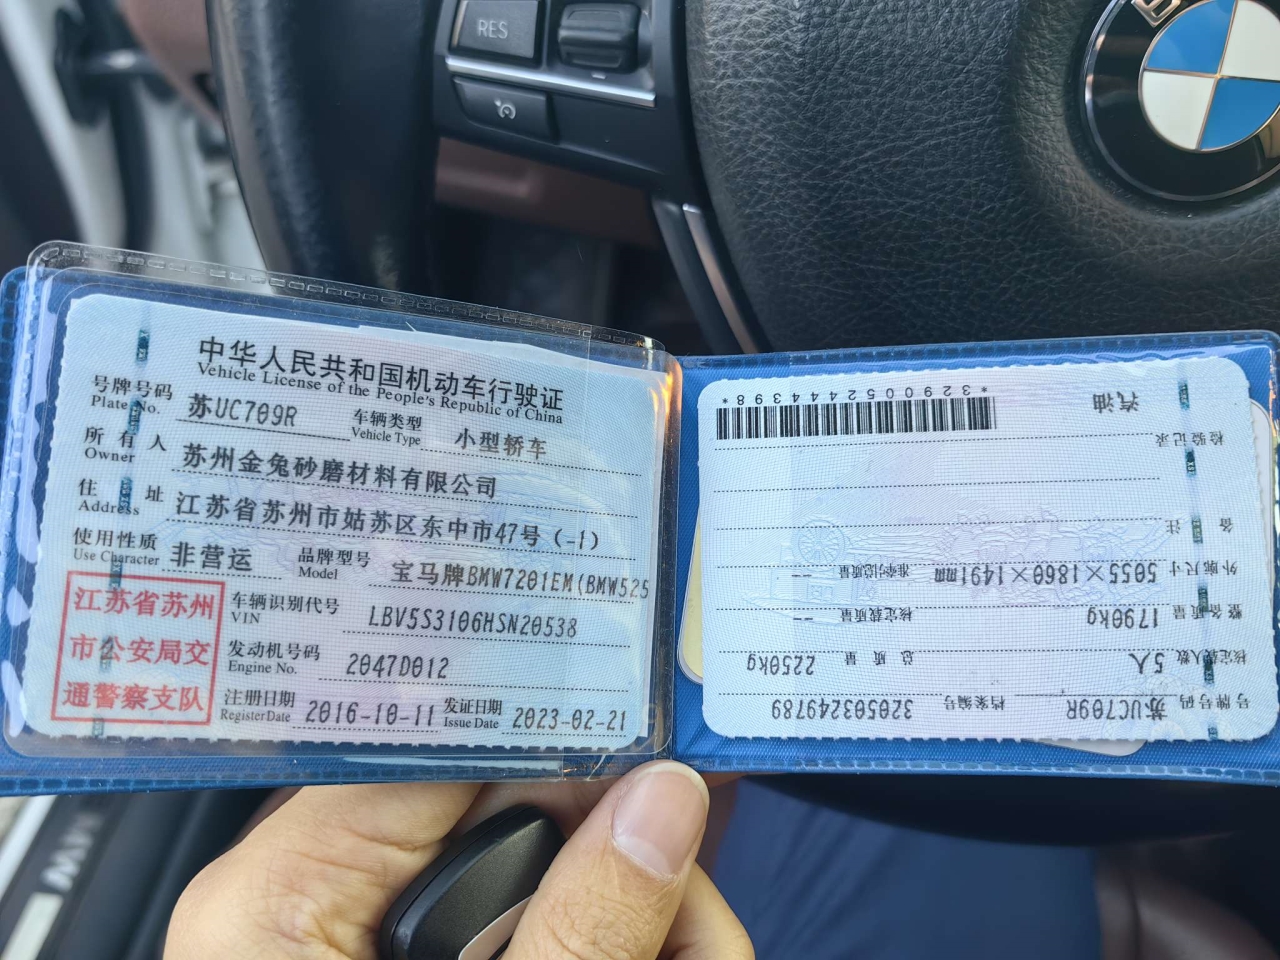 RES
中华人民共和国机动车行驶证
Vehicle License of the People's Republic of China
号牌号码 苏UC709R 车辆类型 小型轿车
Plate No. Vehicle Type
所有人 苏州金兔砂磨材料有限公司
Owner
住址 江苏省苏州市姑苏区东中市47号(-1)
Address
使用性质 非营运 品牌型号 宝马牌BMW7201EM(BMW525
Use Character Model
江苏省苏州
市公安局交
通警察支队
车辆识别代号 LBV5S3106HSN20538
VIN
发动机号码 2047D012
Engine No.
注册日期 2016-10-11 发证日期 2023-02-21
Register Date Issue Date
号牌号码 苏UC709R 档案编号 320503249789
核定载人数 5人 总质量 2250kg
整备质量 1790kg 核定载质量 --
外廓尺寸 5055×1860×1491mm 准牵引总质量 --
备注
检验记录
汽油
*3290052444398*